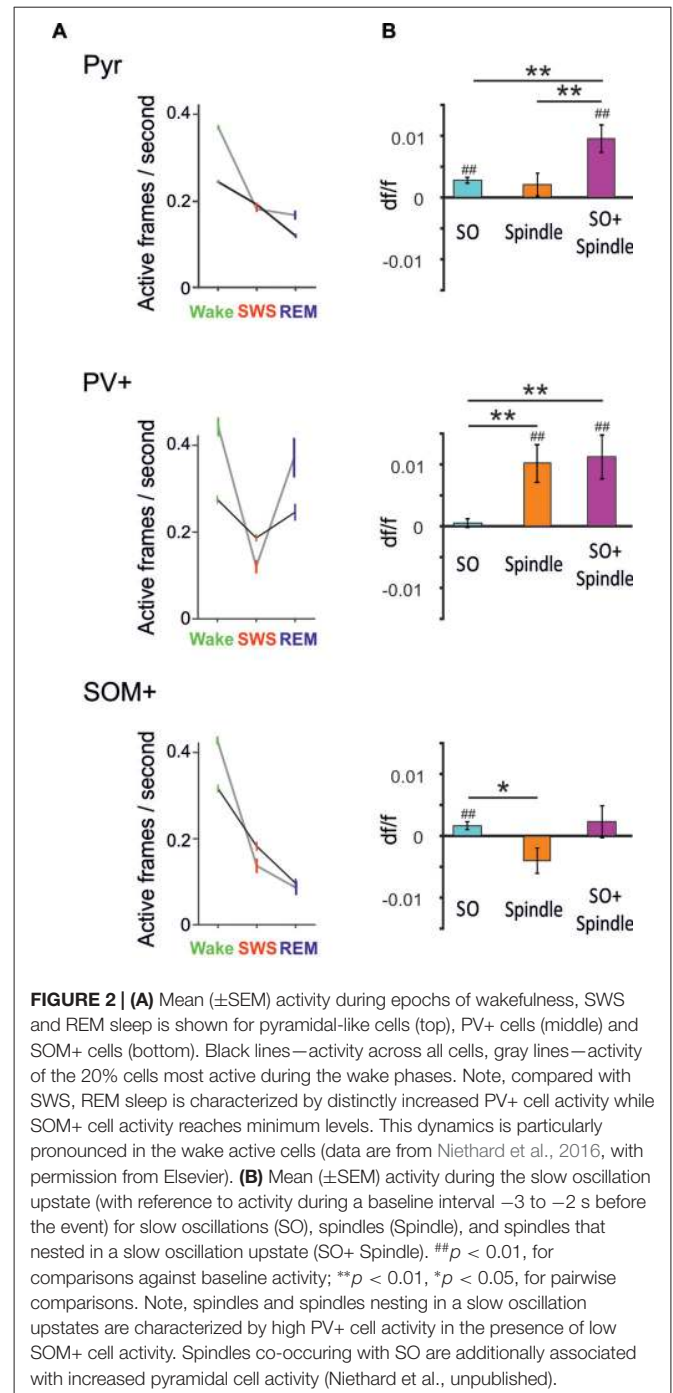 A
B
Pyr
Active frames / second
0.4
0.2
0
Wake SWS REM
df/f
0.01
0
-0.01
##
##
**
**
SO
Spindle
SO+
Spindle
PV+
Active frames / second
0.4
0.2
0
Wake SWS REM
df/f
0.01
0
-0.01
**
**
##
##
SO
Spindle
SO+
Spindle
SOM+
Active frames / second
0.4
0.2
0
Wake SWS REM
df/f
0.01
0
-0.01
##
*
SO
Spindle
SO+
Spindle
FIGURE 2 | (A) Mean (±SEM) activity during epochs of wakefulness, SWS
and REM sleep is shown for pyramidal-like cells (top), PV+ cells (middle) and
SOM+ cells (bottom). Black lines—activity across all cells, gray lines—activity
of the 20% cells most active during the wake phases. Note, compared with
SWS, REM sleep is characterized by distinctly increased PV+ cell activity while
SOM+ cell activity reaches minimum levels. This dynamics is particularly
pronounced in the wake active cells (data are from Niethard et al., 2016, with
permission from Elsevier). (B) Mean (±SEM) activity during the slow oscillation
upstate (with reference to activity during a baseline interval −3 to −2 s before
the event) for slow oscillations (SO), spindles (Spindle), and spindles that
nested in a slow oscillation upstate (SO+ Spindle). ##p < 0.01, for
comparisons against baseline activity; **p < 0.01, *p < 0.05, for pairwise
comparisons. Note, spindles and spindles nesting in a slow oscillation
upstates are characterized by high PV+ cell activity in the presence of low
SOM+ cell activity. Spindles co-occuring with SO are additionally associated
with increased pyramidal cell activity (Niethard et al., unpublished).